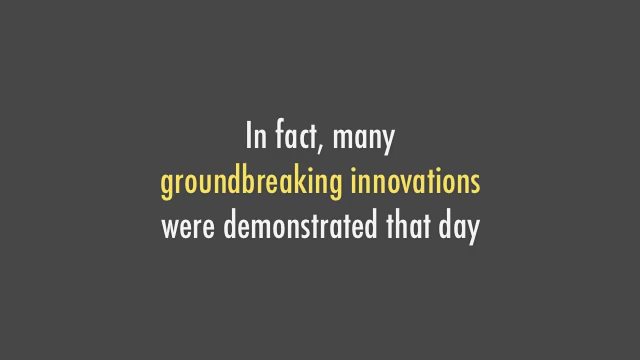 In fact, many
groundbreaking innovations
were demonstrated that day